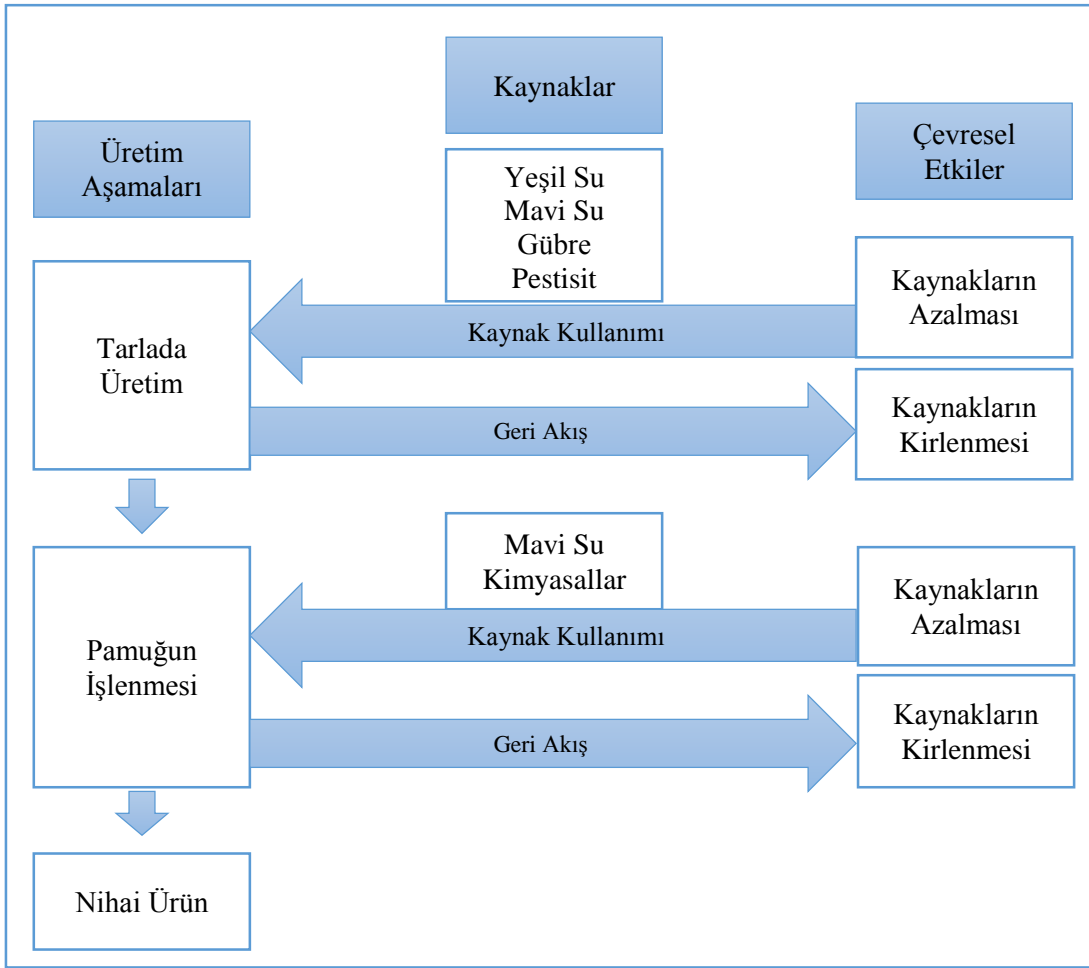 Kaynaklar
Üretim
Aşamaları
Çevresel
Etkiler
Yeşil Su
Mavi Su
Gübre
Pestisit
Kaynakların
Azalması
Kaynak Kullanımı
Tarlada
Üretim
Kaynakların
Kirlenmesi
Geri Akış
Mavi Su
Kimyasallar
Kaynakların
Azalması
Kaynak Kullanımı
Pamuğun
İşlenmesi
Kaynakların
Kirlenmesi
Geri Akış
Nihai Ürün